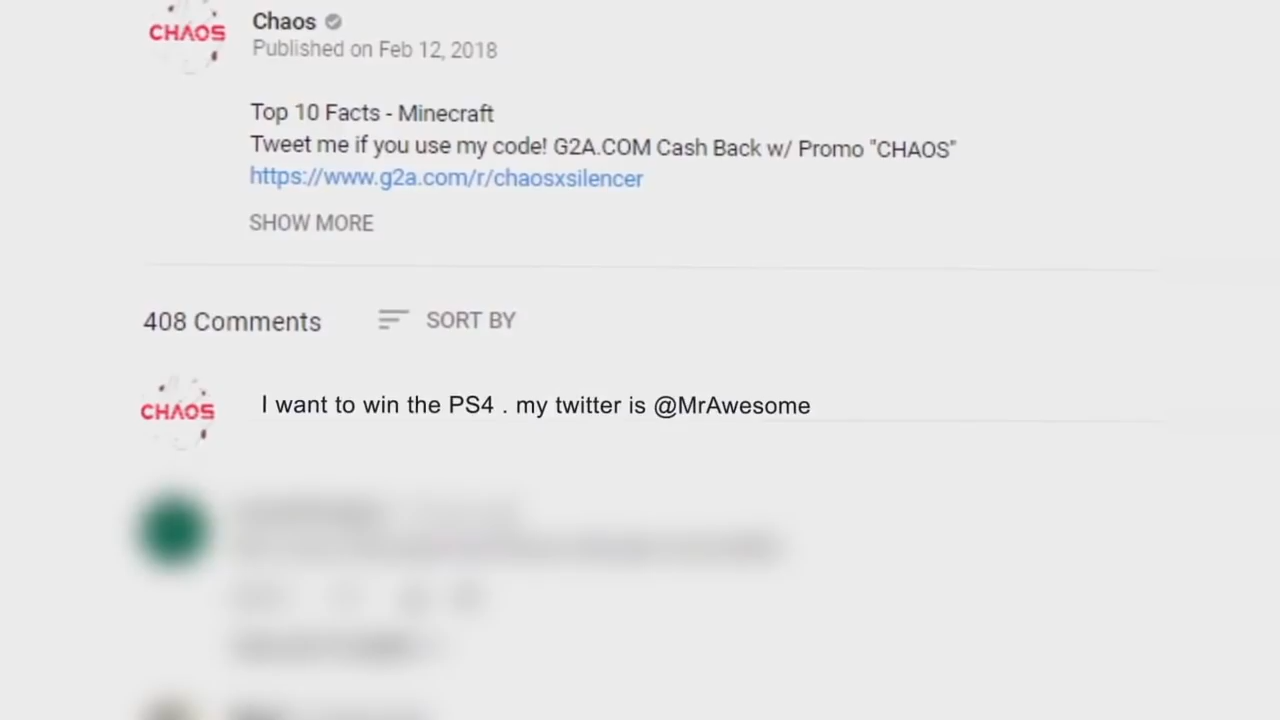 CHAOS
Chaos
Published on Feb 12, 2018
Top 10 Facts - Minecraft
Tweet me if you use my code! G2A.COM Cash Back w/ Promo "CHAOS"
https://www.g2a.com/r/chaosxsilencer
SHOW MORE
408 Comments
SORT BY
CHAOS
I want to win the PS4 . my twitter is @MrAwesome